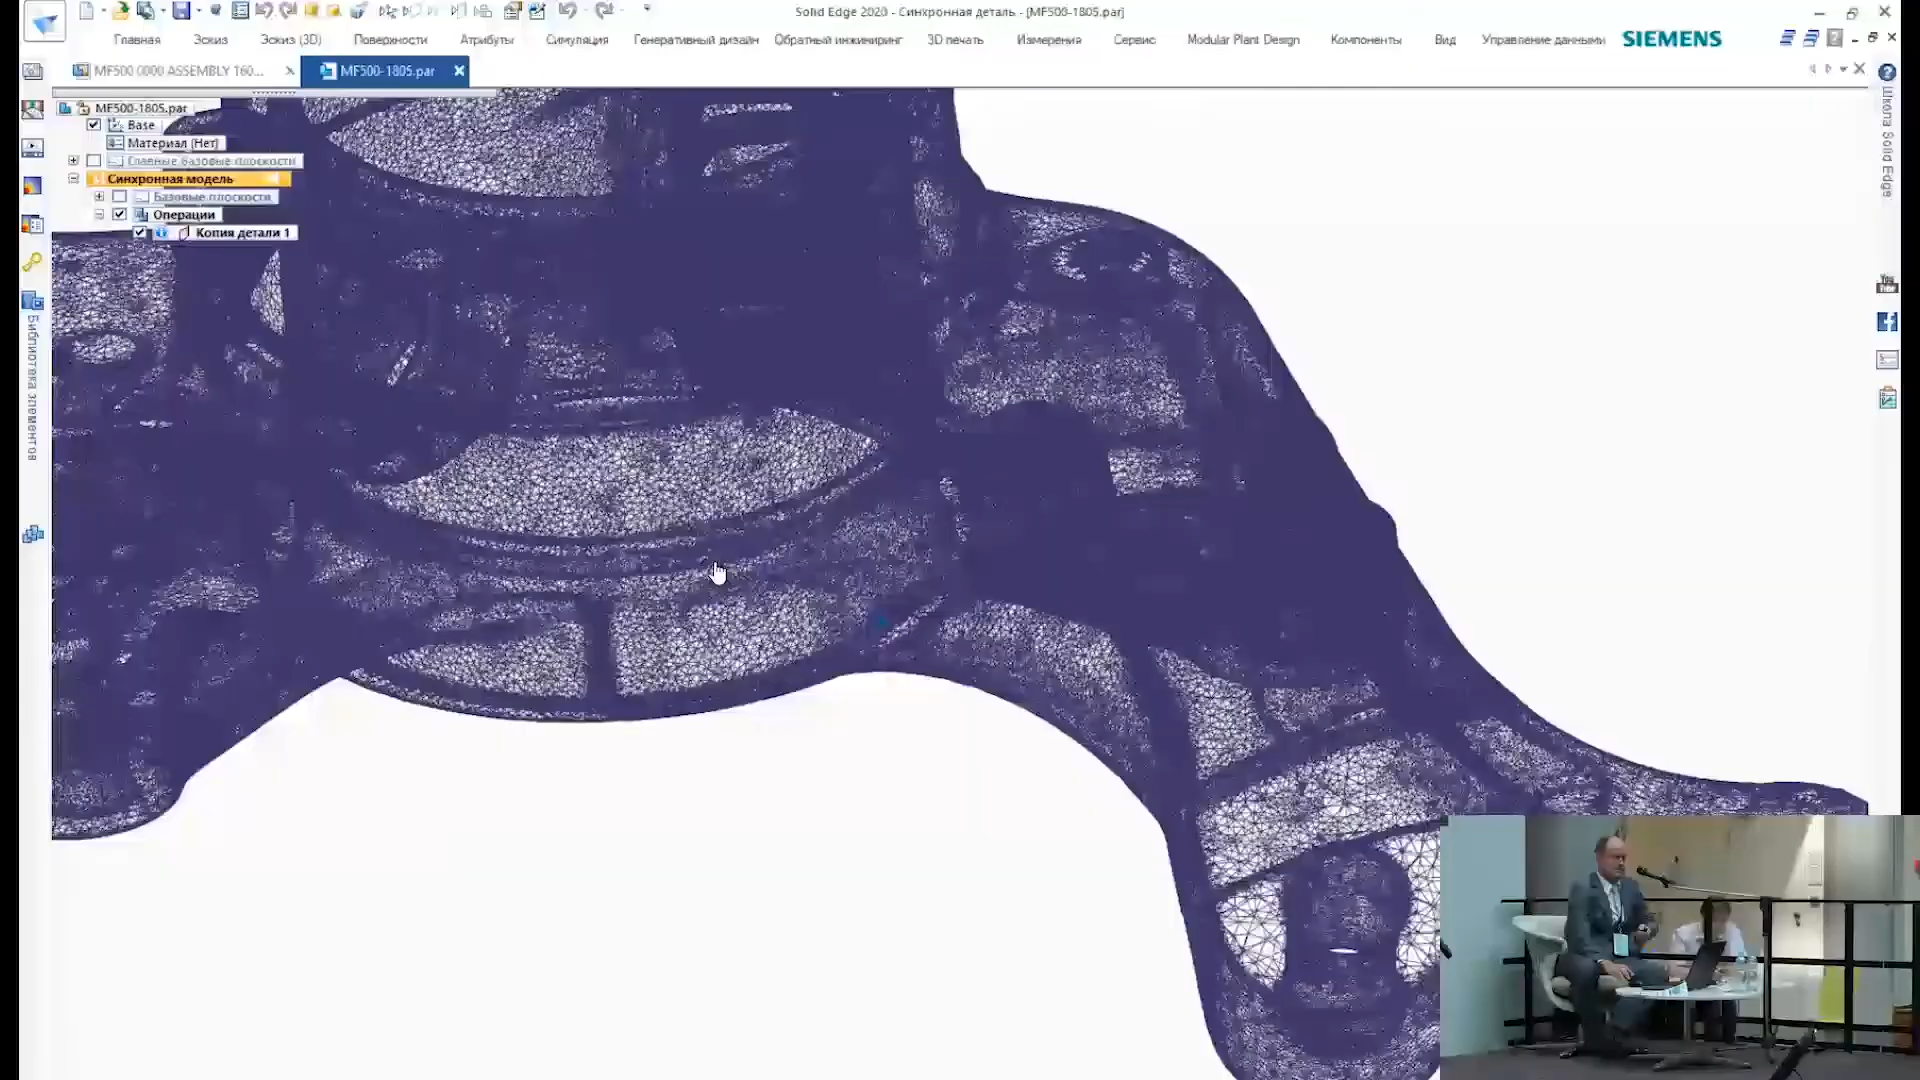 Solid Edge 2020 - Синхронная деталь - [MF500-1805.par]
Главная Эскиз Эскиз (3D) Поверхности Атрибуты Симуляция Генеративный дизайн Обратный инжиниринг 3D печать Измерения Сервис Modular Plant Design Компоненты Вид Управление данными SIEMENS
MF500 0000 ASSEMBLY 160... MF500-1805.par
MF500-1805.par
Base
Материал (Нет)
Главные базовые плоскости
Синхронная модель
Базовые плоскости
Операции
Копия детали 1
Библиотека элементов
Школа Solid Edge
You Tube